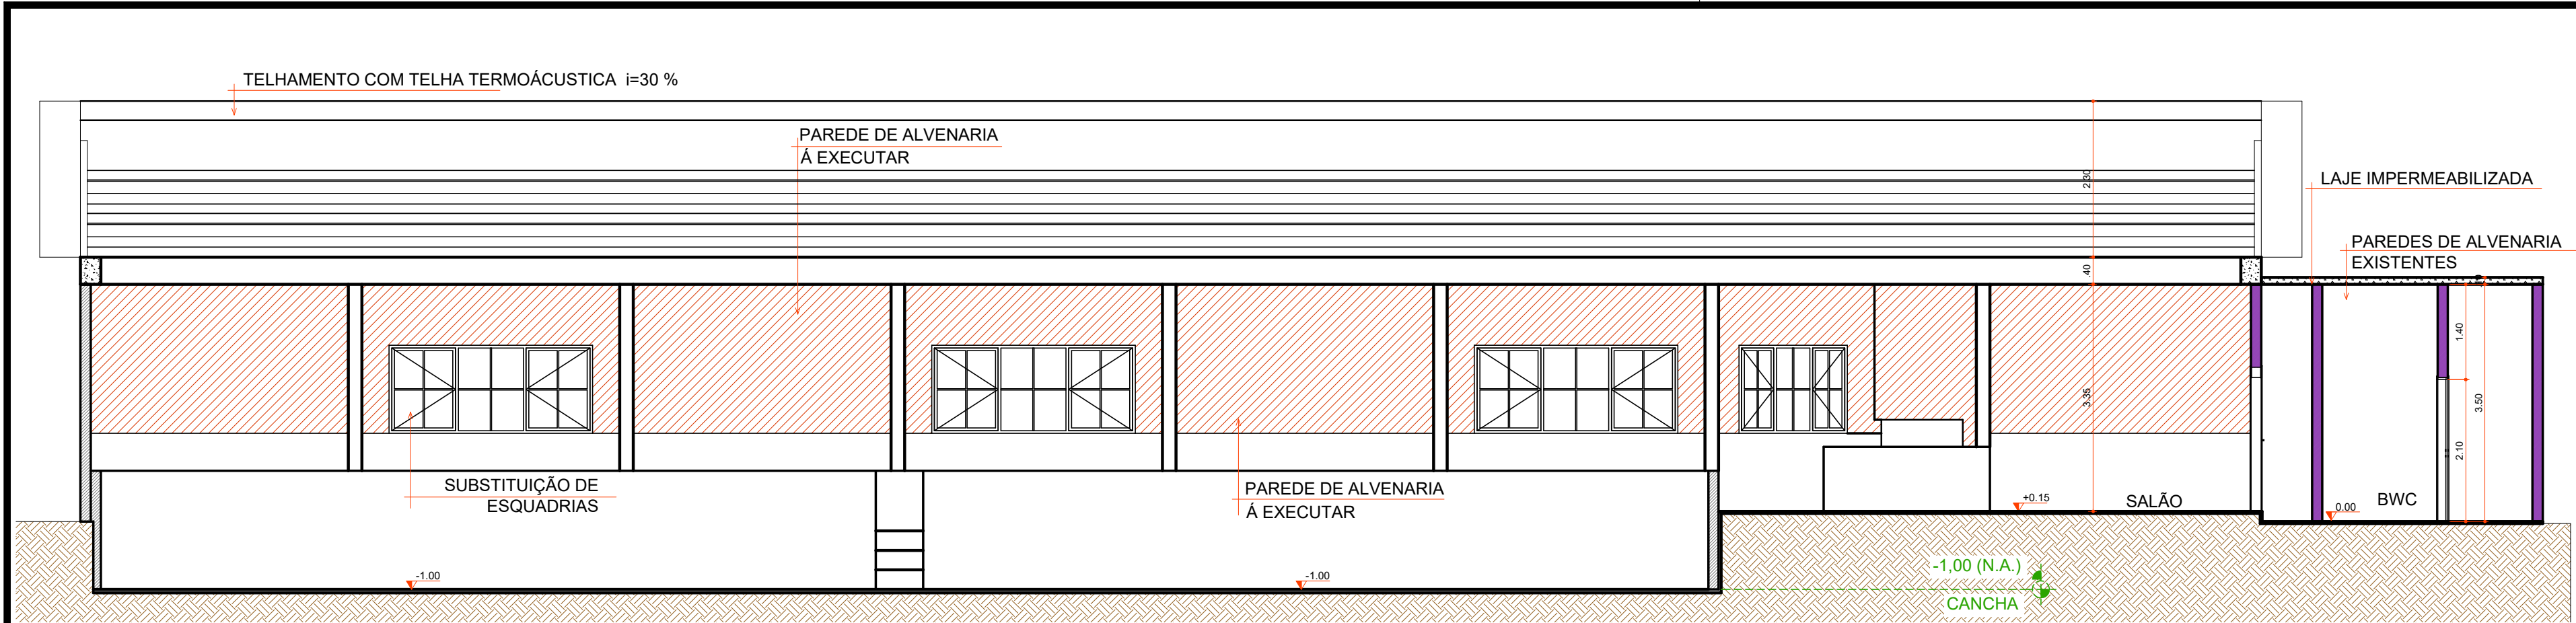 TELHAMENTO COM TELHA TERMOÁCUSTICA i=30 %
PAREDE DE ALVENARIA
Á EXECUTAR
2.30
LAJE IMPERMEABILIZADA
PAREDES DE ALVENARIA
EXISTENTES
.40
1.40
3.35
3.50
2.10
SUBSTITUIÇÃO DE
ESQUADRIAS
PAREDE DE ALVENARIA
Á EXECUTAR
+0.15
SALÃO
0.00
BWC
-1.00
-1.00
-1,00 (N.A.)
CANCHA